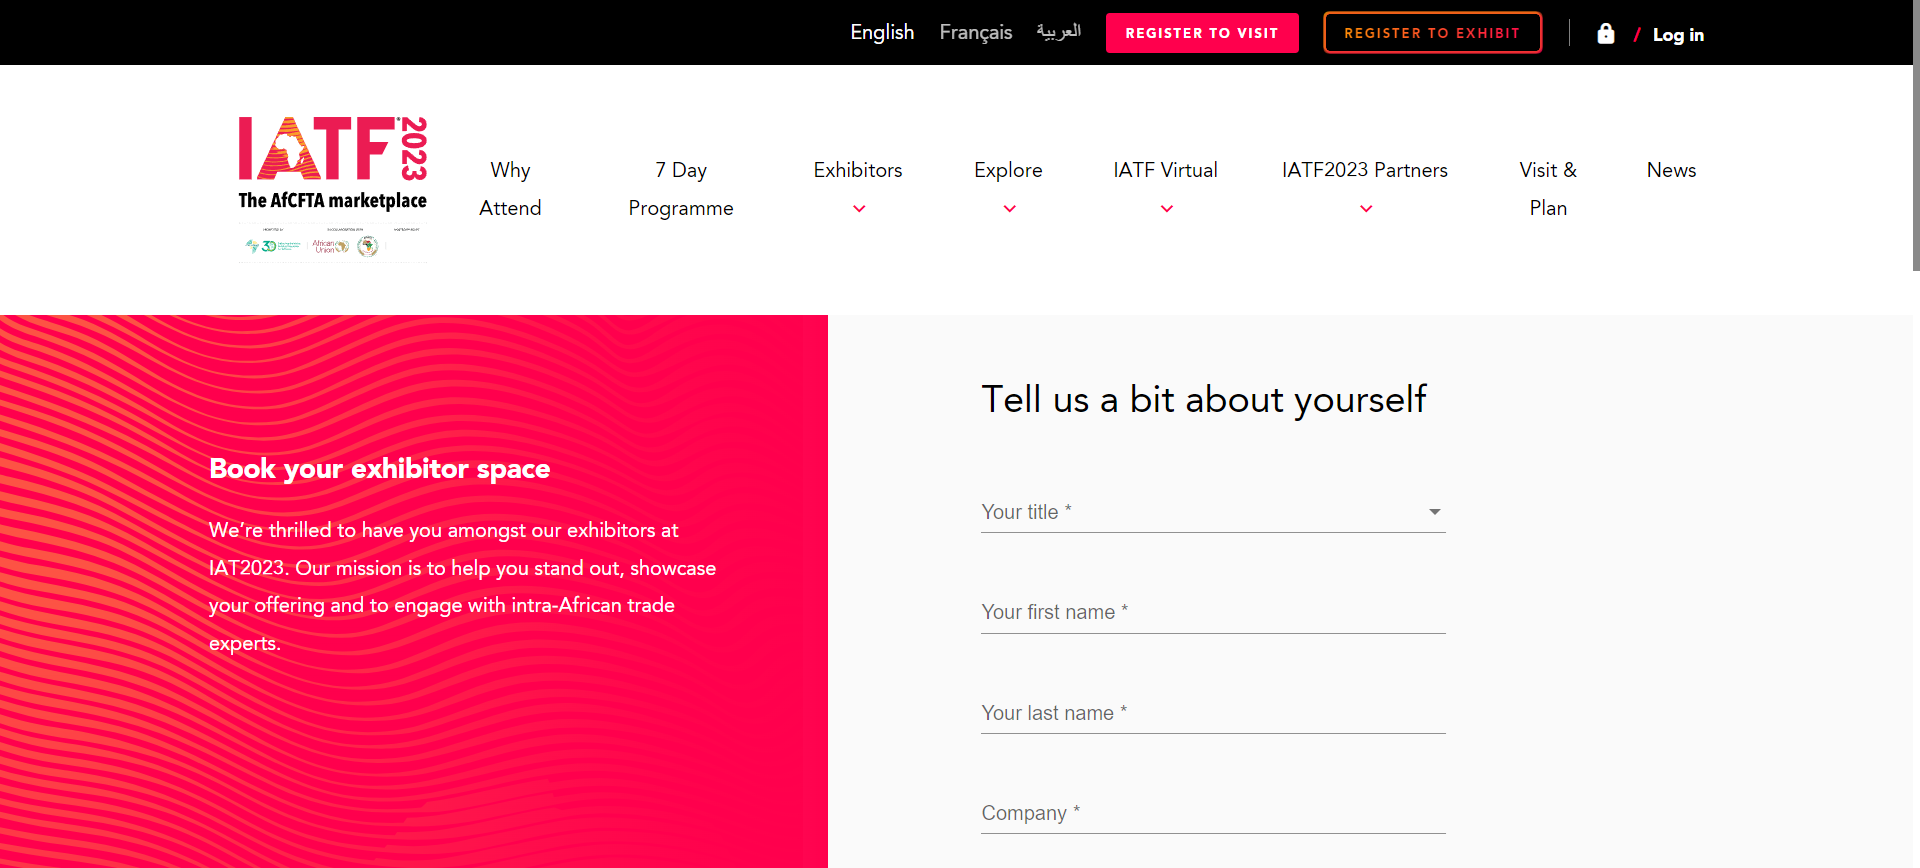 English Français العربية REGISTER TO VISIT REGISTER TO EXHIBIT / Log in
IATF 2023
The AfCFTA marketplace
African Union
Why Attend
7 Day Programme
Exhibitors
Explore
IATF Virtual
IATF2023 Partners
Visit & Plan
News
Book your exhibitor space
We’re thrilled to have you amongst our exhibitors at
IAT2023. Our mission is to help you stand out, showcase
your offering and to engage with intra-African trade
experts.
Tell us a bit about yourself
Your title *
Your first name *
Your last name *
Company *